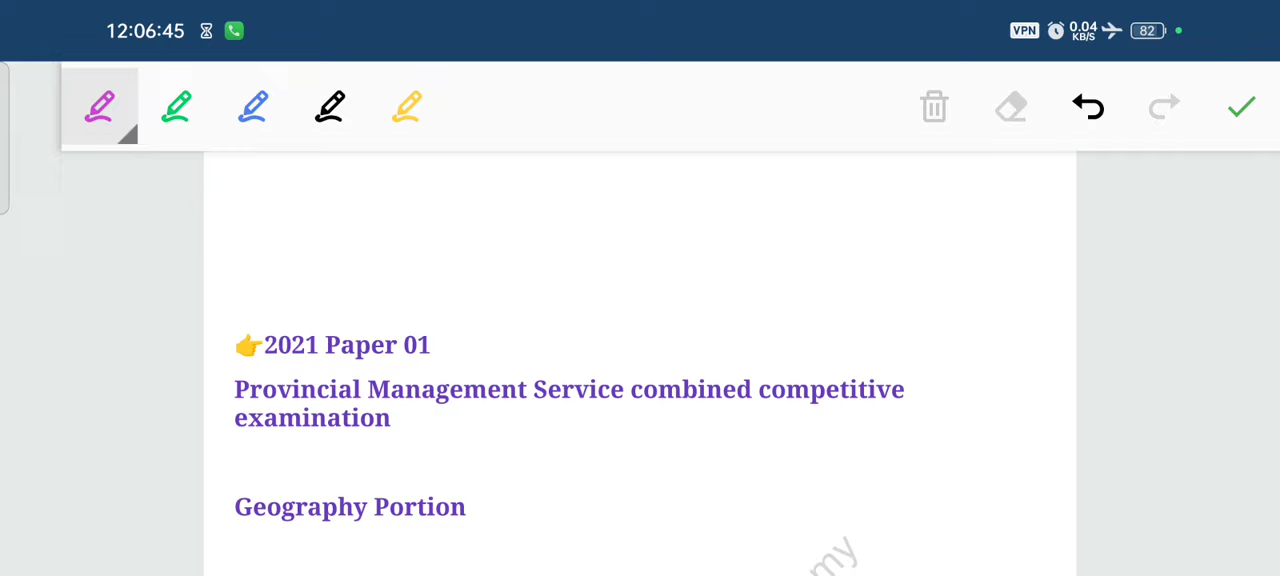 12:06:45 VPN 0.04 KB/S 82
👉2021 Paper 01
Provincial Management Service combined competitive
examination
Geography Portion
my